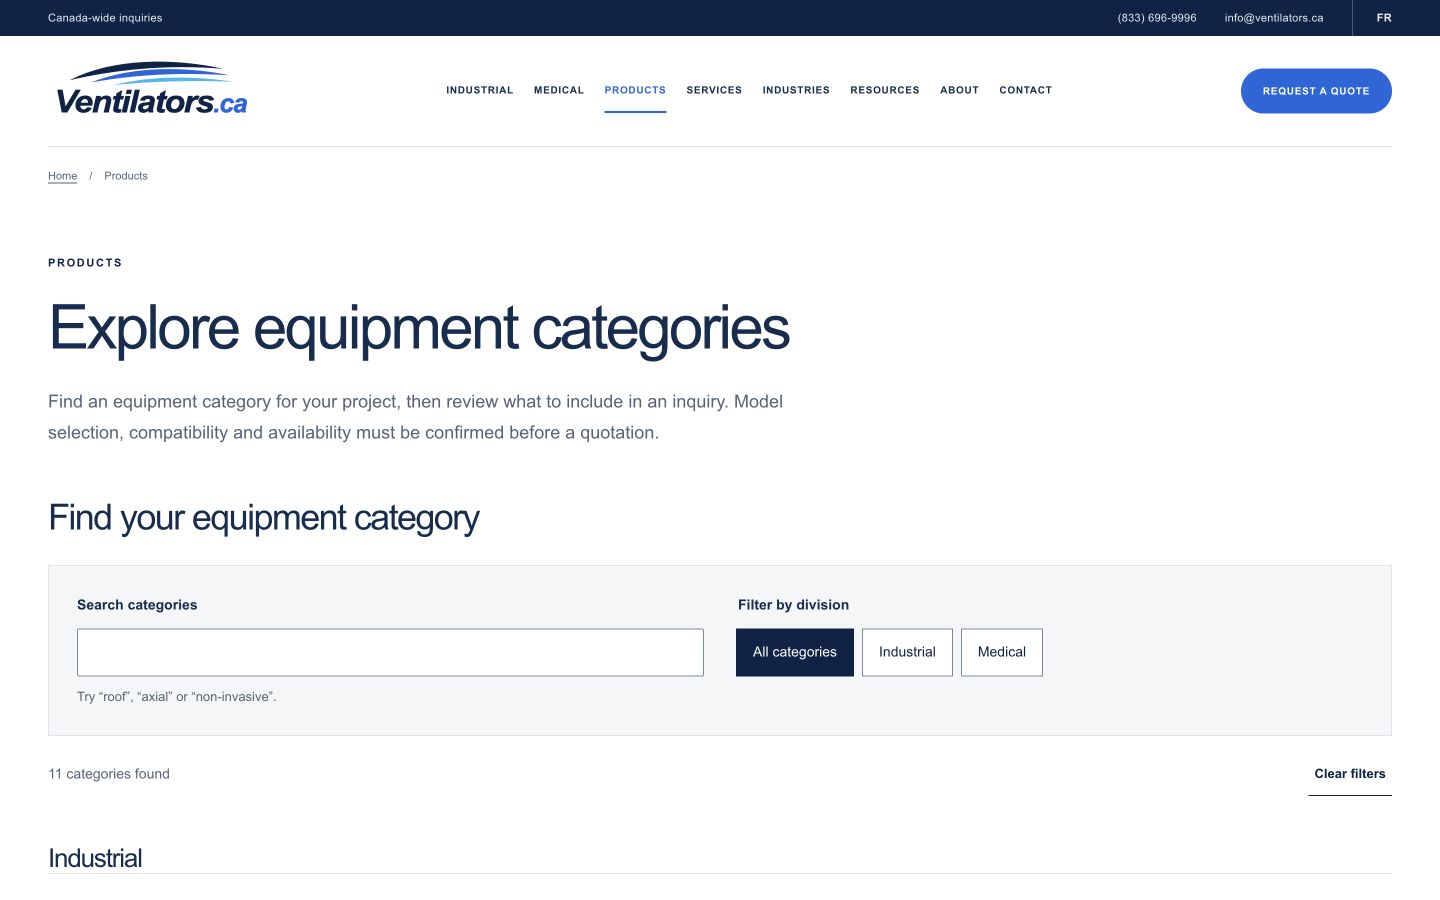 Canada-wide inquiries
(833) 696-9996
info@ventilators.ca
FR
Ventilators.ca
INDUSTRIAL
MEDICAL
PRODUCTS
SERVICES
INDUSTRIES
RESOURCES
ABOUT
CONTACT
REQUEST A QUOTE
Home / Products
PRODUCTS
Explore equipment categories
Find an equipment category for your project, then review what to include in an inquiry. Model
selection, compatibility and availability must be confirmed before a quotation.
Find your equipment category
Search categories
Try “roof”, “axial” or “non-invasive”.
Filter by division
All categories
Industrial
Medical
11 categories found
Clear filters
Industrial